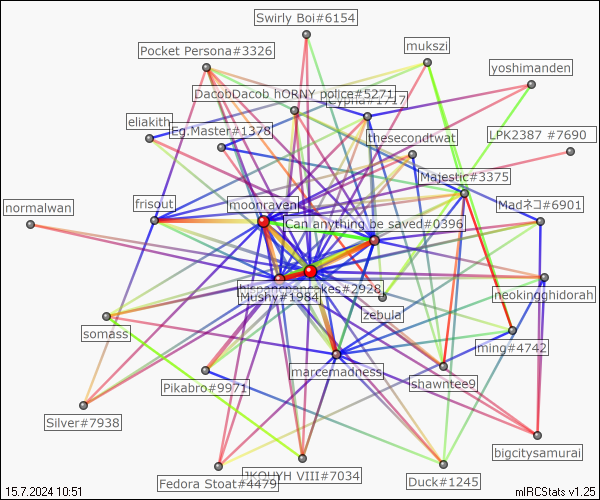 Swirly Boi#6154
Pocket Persona#3326
mukszi
yoshimanden
DacobDacob hORNY police#5271
Cypha#1717
eliakith
Eg.Master#1378
thesecondtwat
LPK2387 #7690
Majestic#3375
frisout
moonraven
Madネコ#6901
normalwan
Can anything be saved#0396
hispanicpancakes#2928
Mushy#1984
neokingghidorah
zebula
somass
ming#4742
marcemadness
shawntee9
Pikabro#9971
Silver#7938
bigcitysamurai
VIII#7034
Fedora Stoat#4479
Duck#1245
15.7.2024 10:51
mIRCStats v1.25